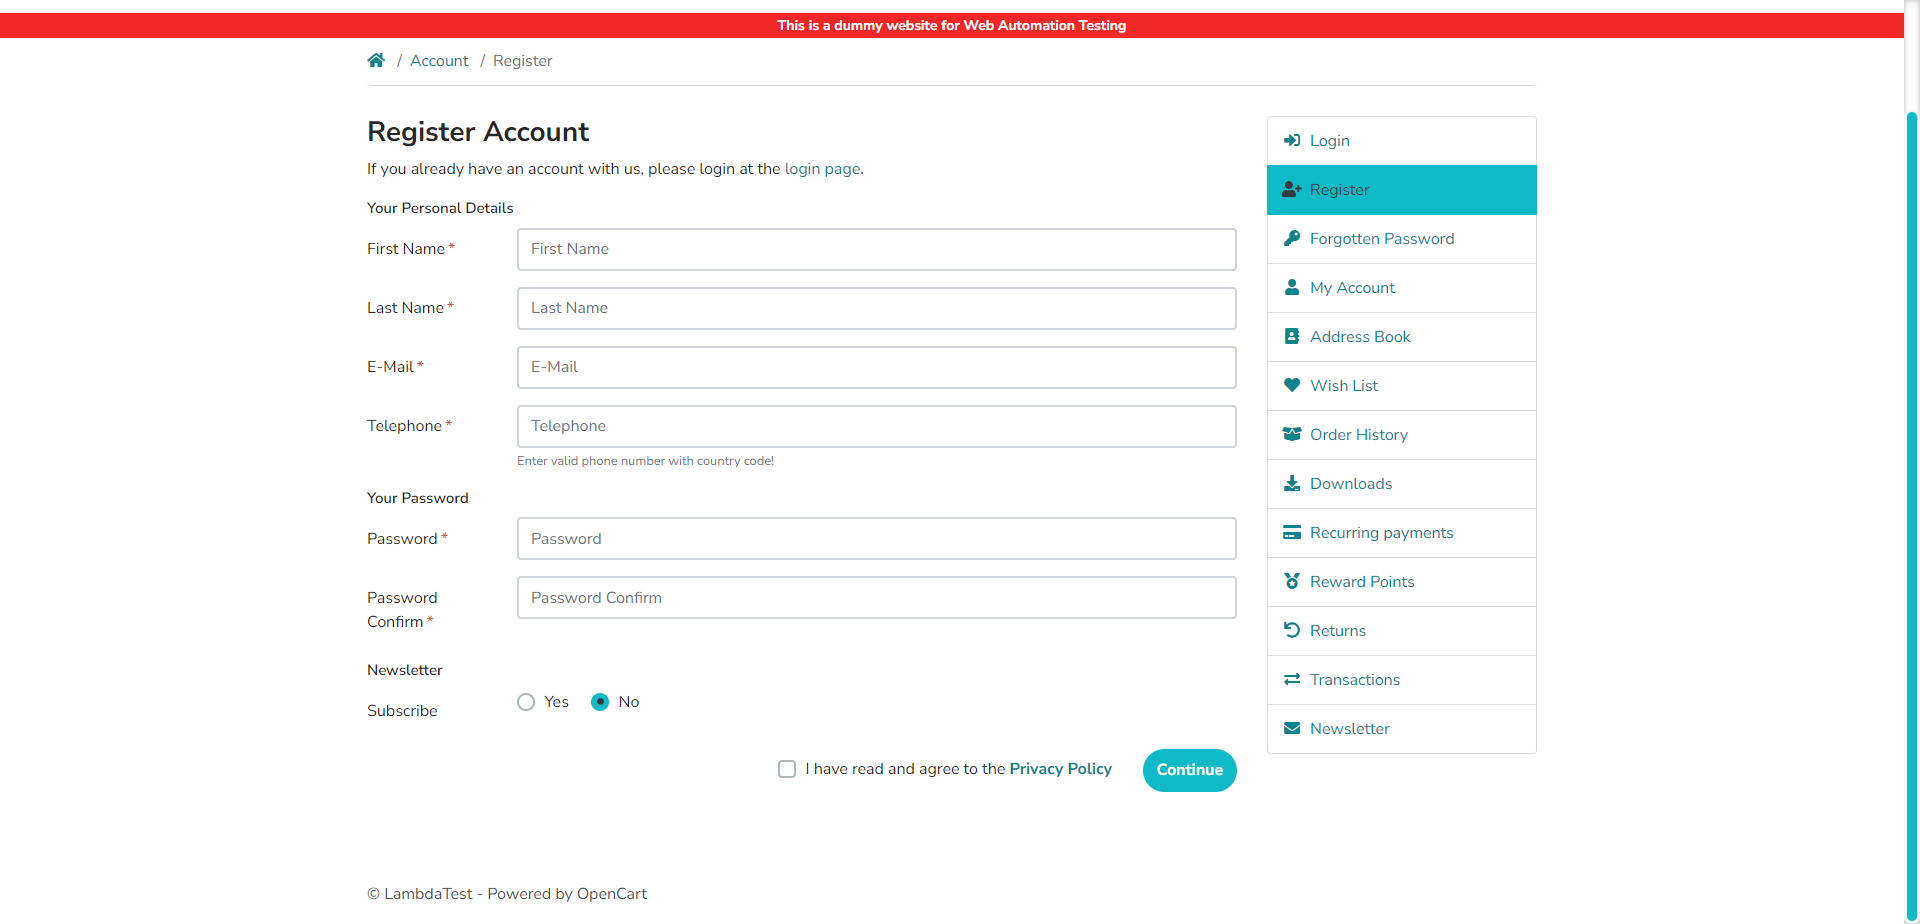 This is a dummy website for Web Automation Testing
/ Account / Register
Register Account
If you already have an account with us, please login at the login page.
Your Personal Details
First Name *
First Name
Last Name *
Last Name
E-Mail *
E-Mail
Telephone *
Telephone
Enter valid phone number with country code!
Your Password
Password *
Password
Password
Confirm *
Password Confirm
Newsletter
Subscribe
Yes No
I have read and agree to the Privacy Policy
Continue
Login
Register
Forgotten Password
My Account
Address Book
Wish List
Order History
Downloads
Recurring payments
Reward Points
Returns
Transactions
Newsletter
© LambdaTest - Powered by OpenCart